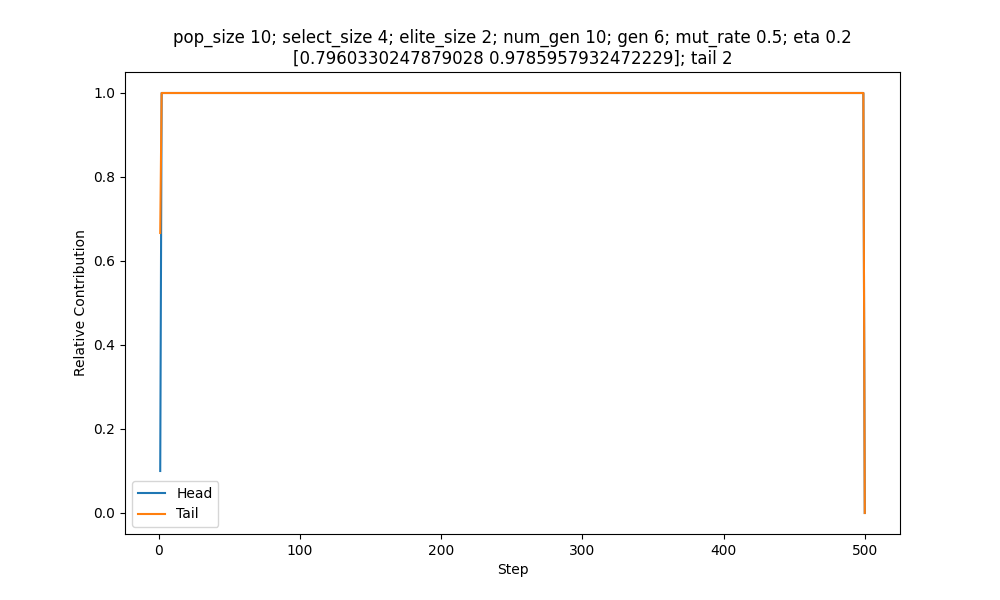 pop_size 10; select_size 4; elite_size 2; num_gen 10; gen 6; mut_rate 0.5; eta 0.2
[0.7960330247879028 0.9785957932472229]; tail 2
1.0
0.8
0.6
0.4
0.2
0.0
Relative Contribution
Head
Tail
0
100
200
300
400
500
Step